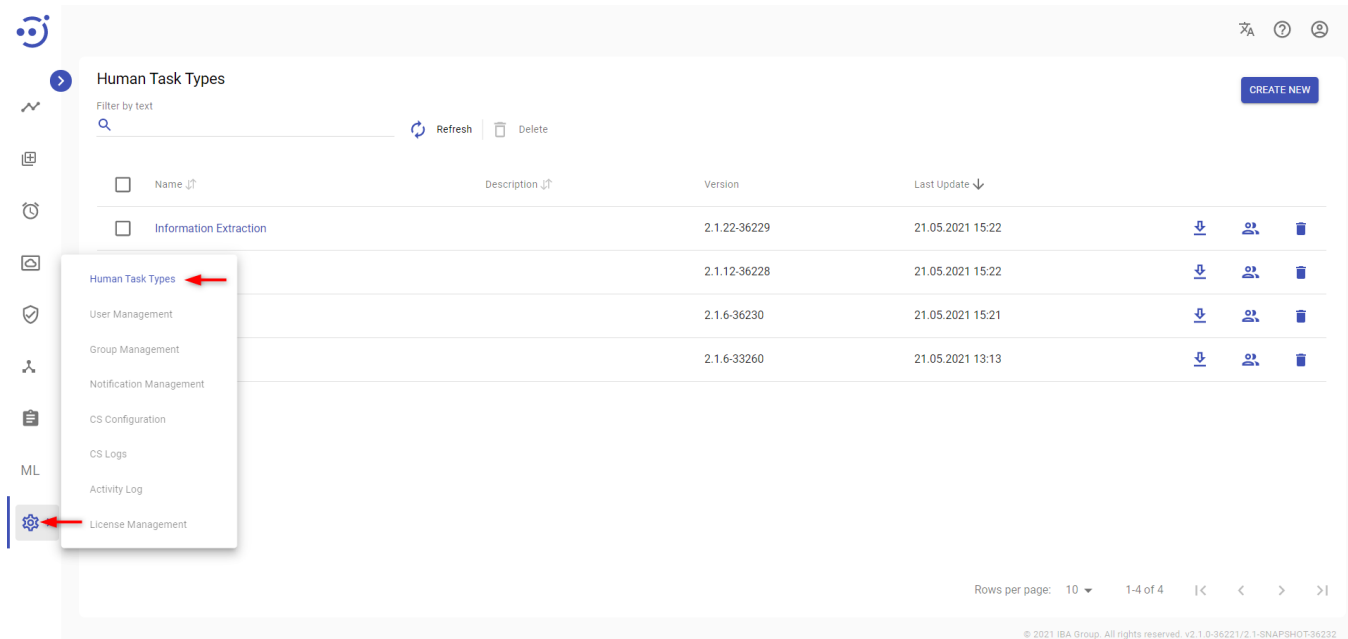 Human Task Types
CREATE NEW
Filter by text
Refresh
Delete
Name
Description
Version
Last Update
Information Extraction
2.1.22-36229
21.05.2021 15:22
2.1.12-36228
21.05.2021 15:22
2.1.6-36230
21.05.2021 15:21
2.1.6-33260
21.05.2021 13:13
Human Task Types
User Management
Group Management
Notification Management
CS Configuration
CS Logs
Activity Log
License Management
ML
Rows per page: 10
1-4 of 4
© 2021 IBA Group. All rights reserved. v2.1.0-36221/2.1-SNAPSHOT-36232